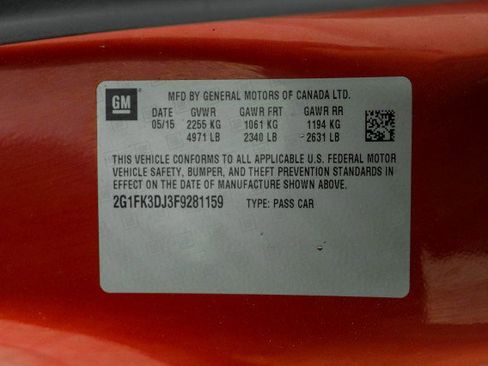 GM
MFD BY GENERAL MOTORS OF CANADA LTD.
DATE GVWR GAWR FRT GAWR RR
05/15 2255 KG 1061 KG 1194 KG
4971 LB 2340 LB 2631 LB
THIS VEHICLE CONFORMS TO ALL APPLICABLE U.S. FEDERAL MOTOR
VEHICLE SAFETY, BUMPER, AND THEFT PREVENTION STANDARDS IN
EFFECT ON THE DATE OF MANUFACTURE SHOWN ABOVE.
2G1FK3DJ3F9281159 TYPE: PASS CAR